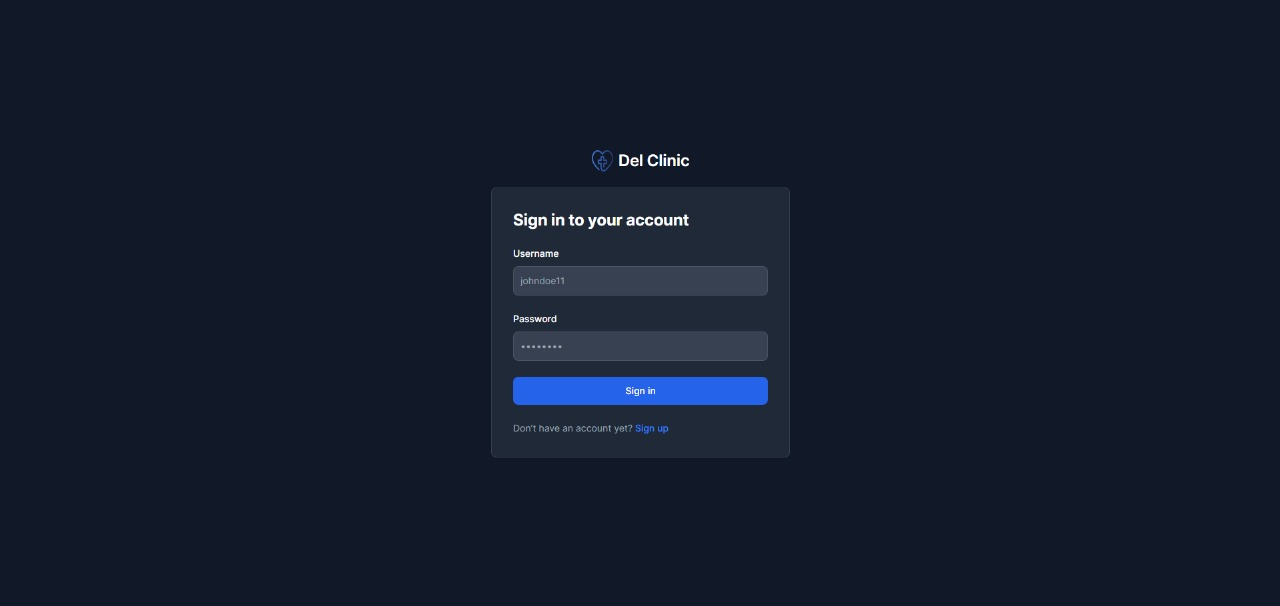 Del Clinic
Sign in to your account
Username
johndoe11
Password
••••••••
Sign in
Don't have an account yet? Sign up